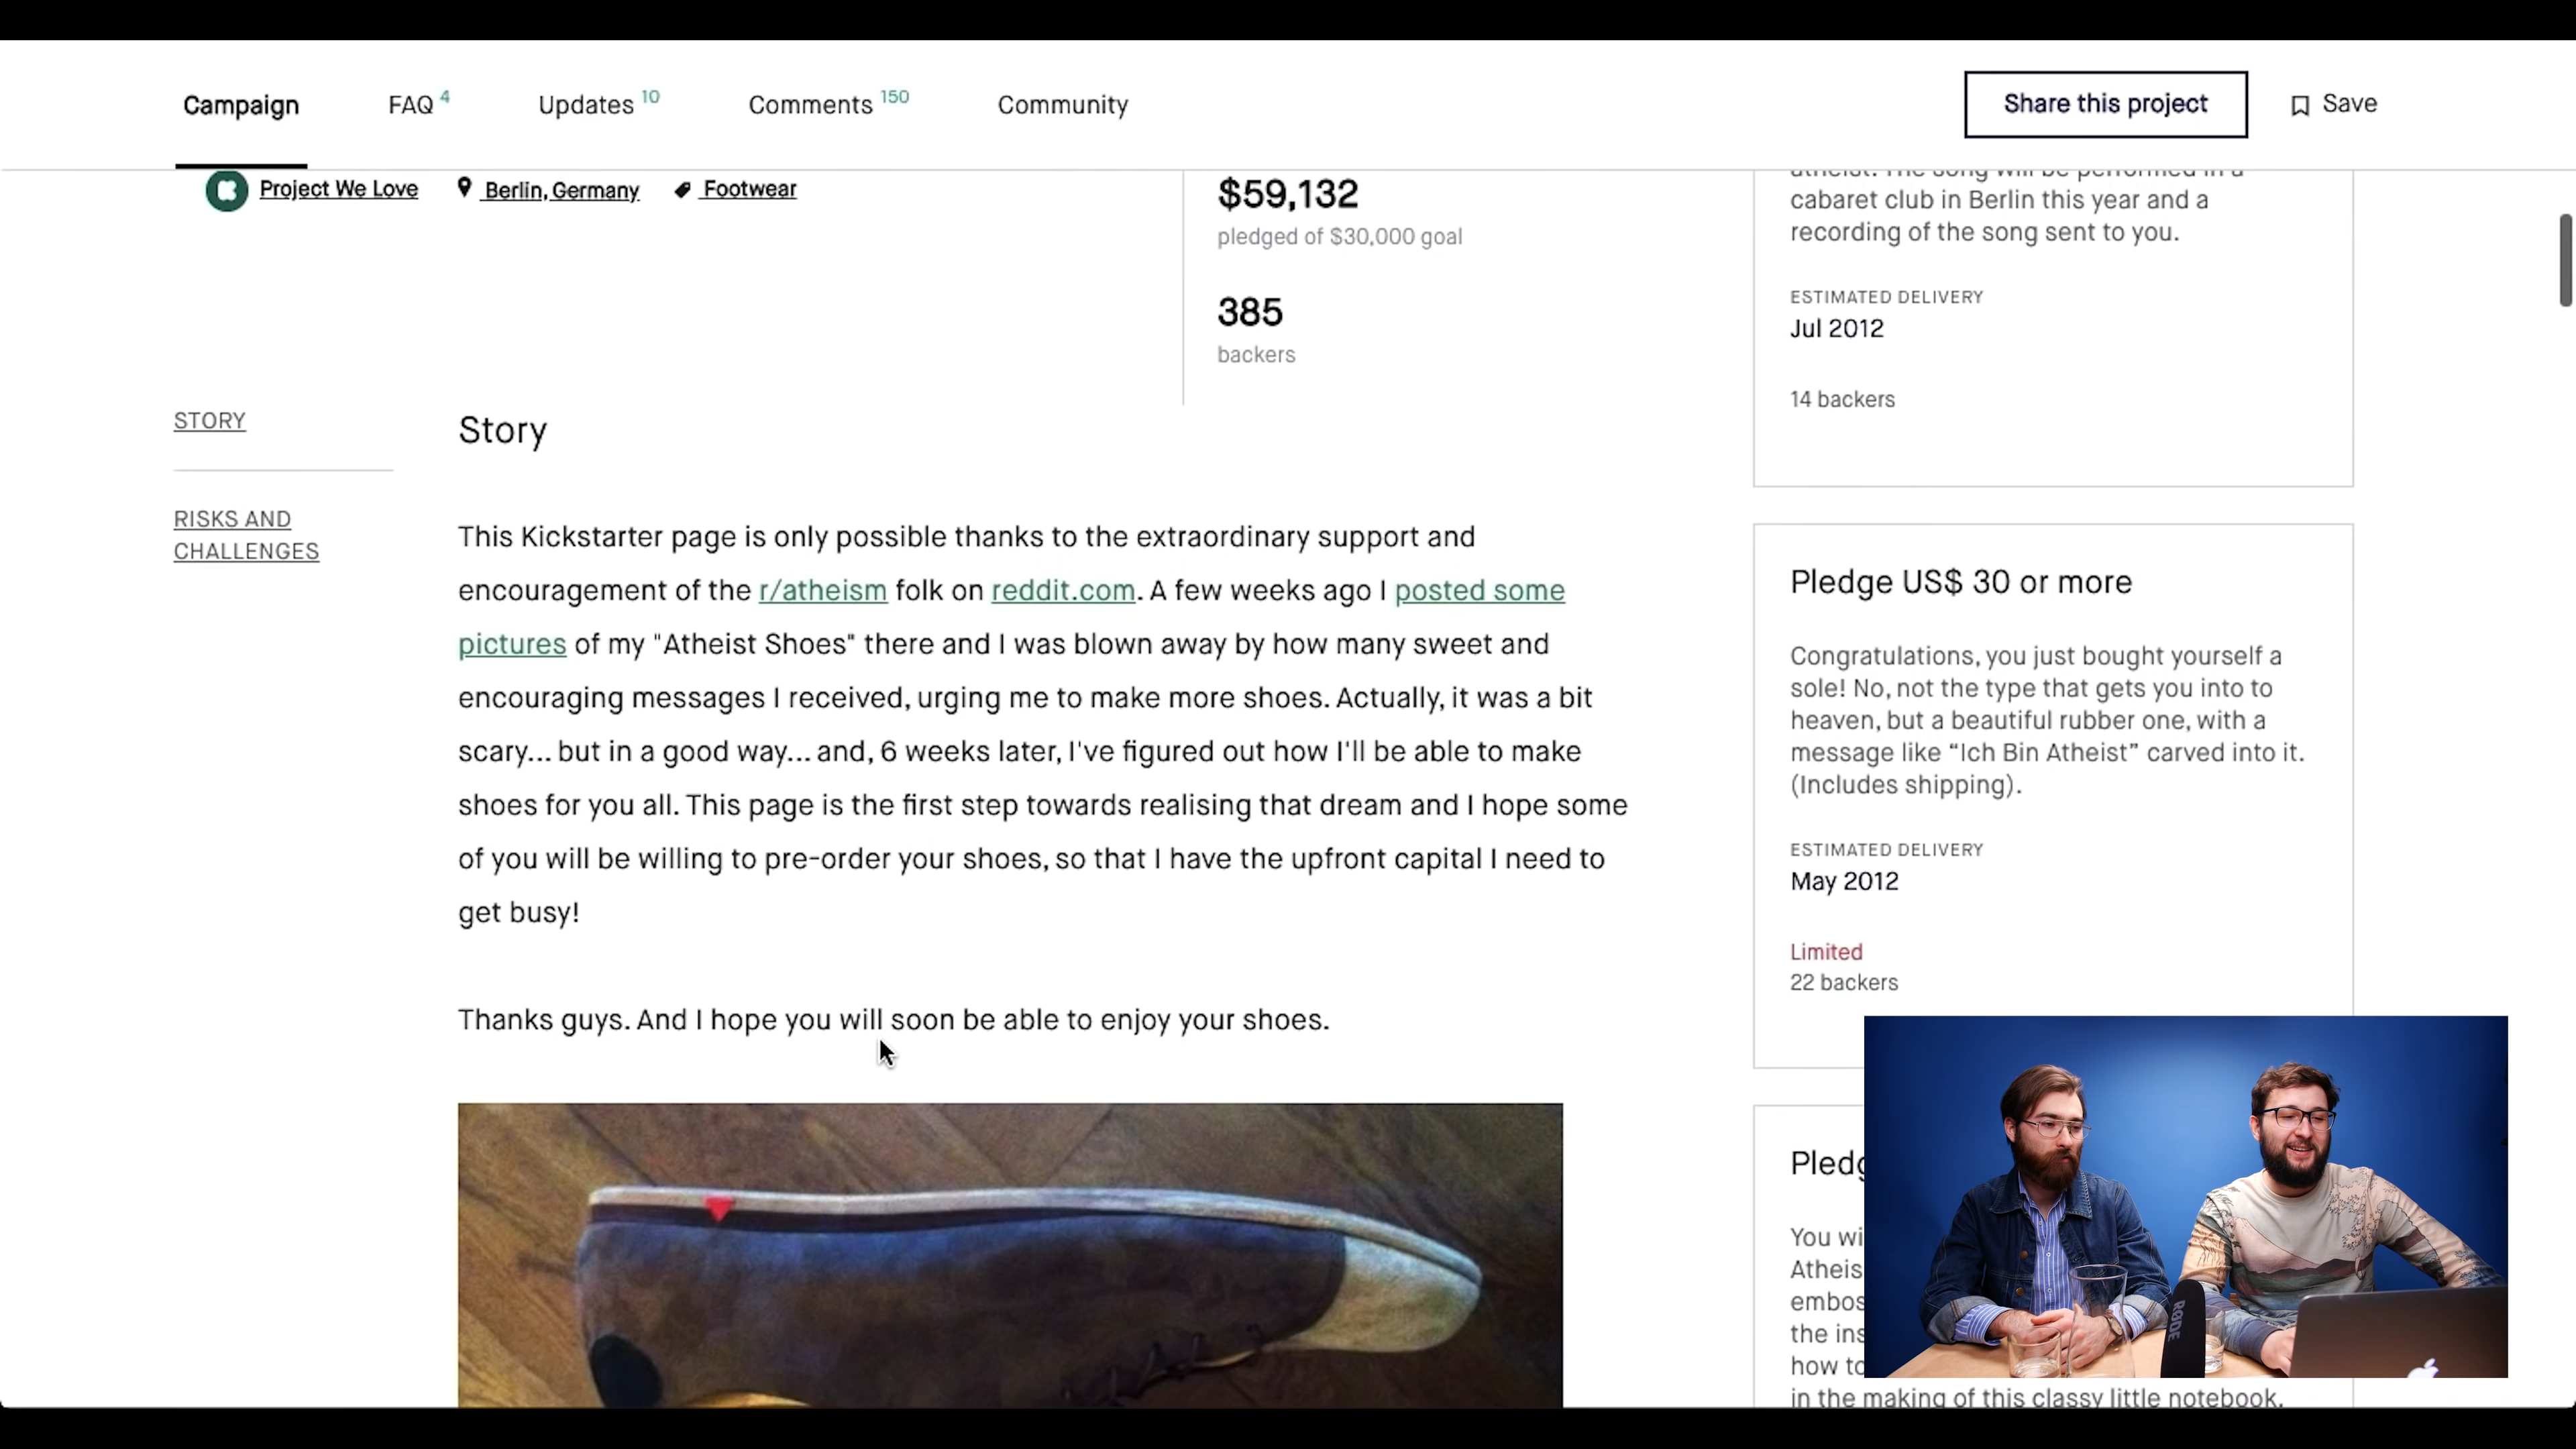 Campaign
FAQ 4
Updates 10
Comments 150
Community
Share this project
Save
Project We Love
Berlin, Germany
Footwear
$59,132
pledged of $30,000 goal
385
backers
STORY
RISKS AND
CHALLENGES
Story
This Kickstarter page is only possible thanks to the extraordinary support and
encouragement of the r/atheism folk on reddit.com. A few weeks ago I posted some
pictures of my "Atheist Shoes" there and I was blown away by how many sweet and
encouraging messages I received, urging me to make more shoes. Actually, it was a bit
scary... but in a good way... and, 6 weeks later, I've figured out how I'll be able to make
shoes for you all. This page is the first step towards realising that dream and I hope some
of you will be willing to pre-order your shoes, so that I have the upfront capital I need to
get busy!
Thanks guys. And I hope you will soon be able to enjoy your shoes.
atheist. The song will be performed in a
cabaret club in Berlin this year and a
recording of the song sent to you.
ESTIMATED DELIVERY
Jul 2012
14 backers
Pledge US$ 30 or more
Congratulations, you just bought yourself a
sole! No, not the type that gets you into to
heaven, but a beautiful rubber one, with a
message like “Ich Bin Atheist” carved into it.
(Includes shipping).
ESTIMATED DELIVERY
May 2012
Limited
22 backers
Pledg
You wi
Atheis
embos
the ins
how to
in the making of this classy little notebook.
RØDE